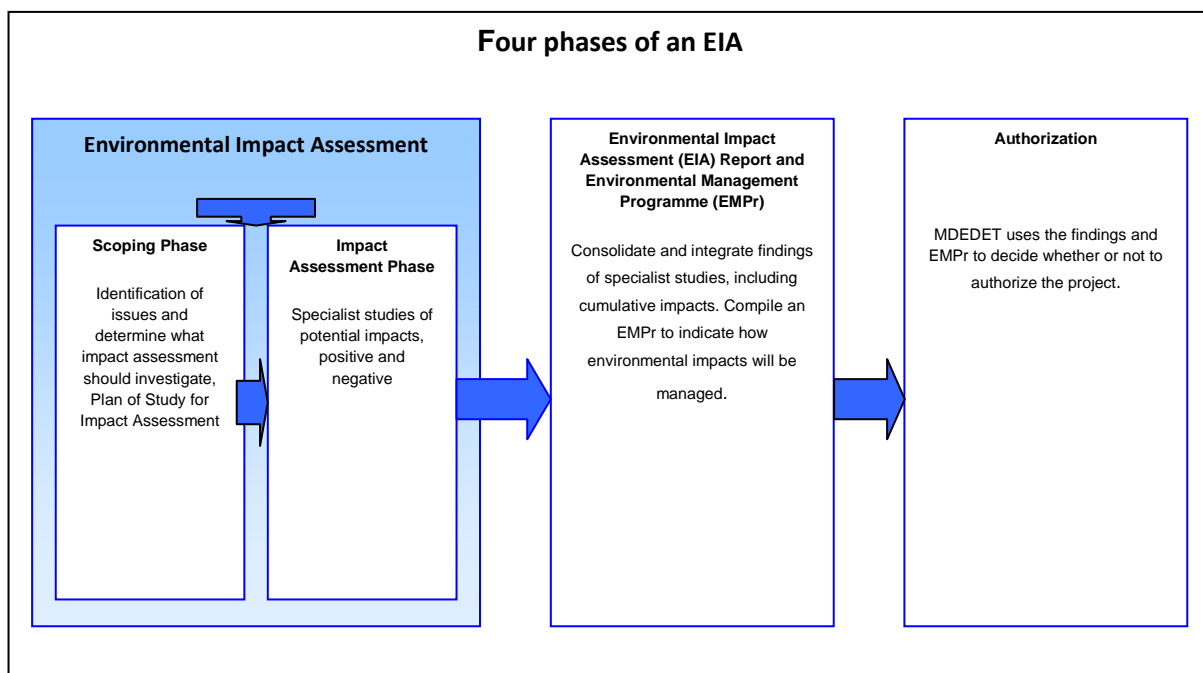 Four phases of an EIA
Environmental Impact Assessment
Scoping Phase
Identification of
issues and
determine what
impact assessment
should investigate,
Plan of Study for
Impact Assessment
Impact
Assessment Phase
Specialist studies of
potential impacts,
positive and
negative
Environmental Impact
Assessment (EIA) Report and
Environmental Management
Programme (EMPr)
Consolidate and integrate findings
of specialist studies, including
cumulative impacts. Compile an
EMPr to indicate how
environmental impacts will be
managed.
Authorization
MDEDET uses the findings and
EMPr to decide whether or not to
authorize the project.